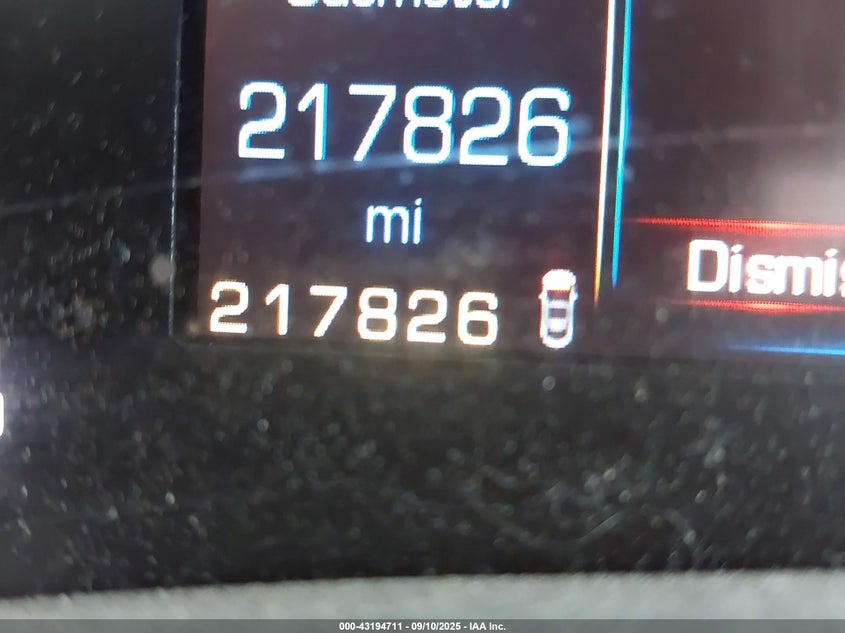 217826
mi
217826
Dismis
000-43194711 - 09/10/2025 - IAA Inc.